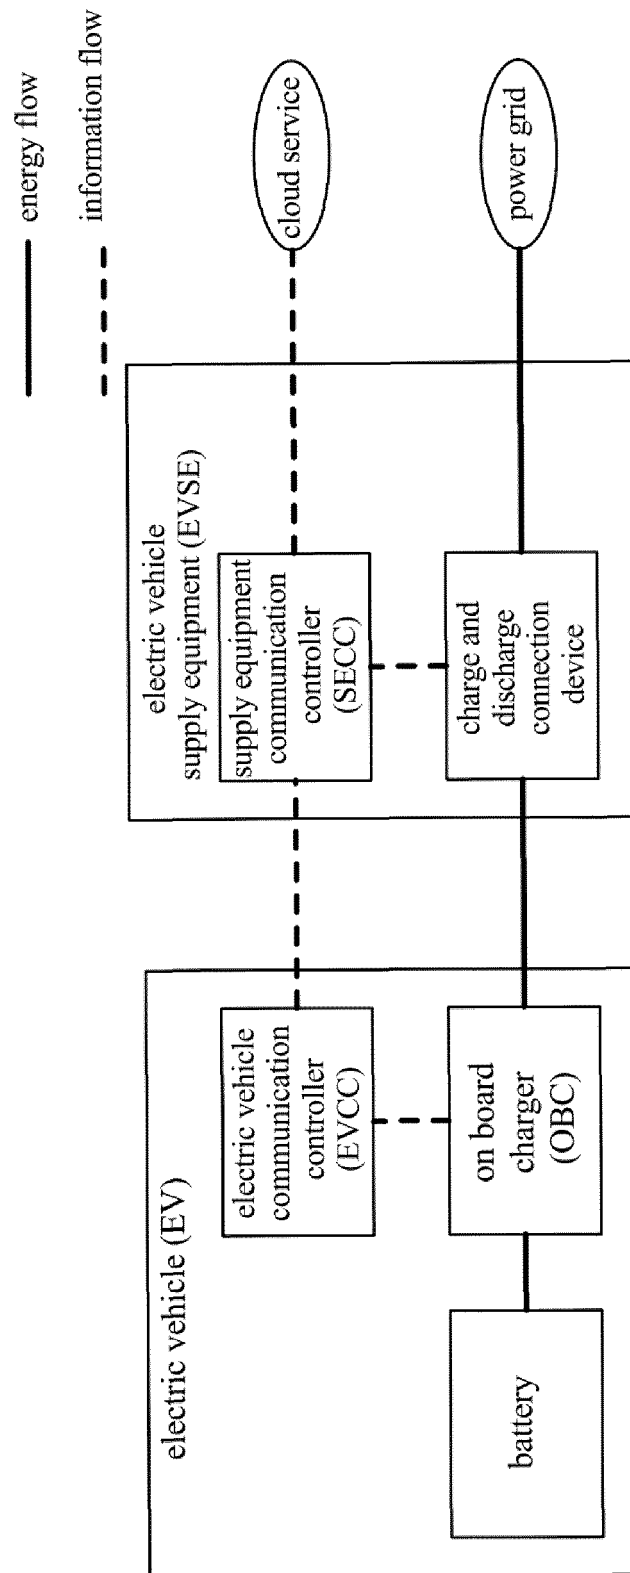 energy flow
information flow
electric vehicle (EV)
electric vehicle
communication
controller
(EVCC)
on board
charger
(OBC)
battery
electric vehicle
supply equipment (EVSE)
supply equipment
communication
controller
(SECC)
charge and
discharge
connection
device
cloud service
power grid